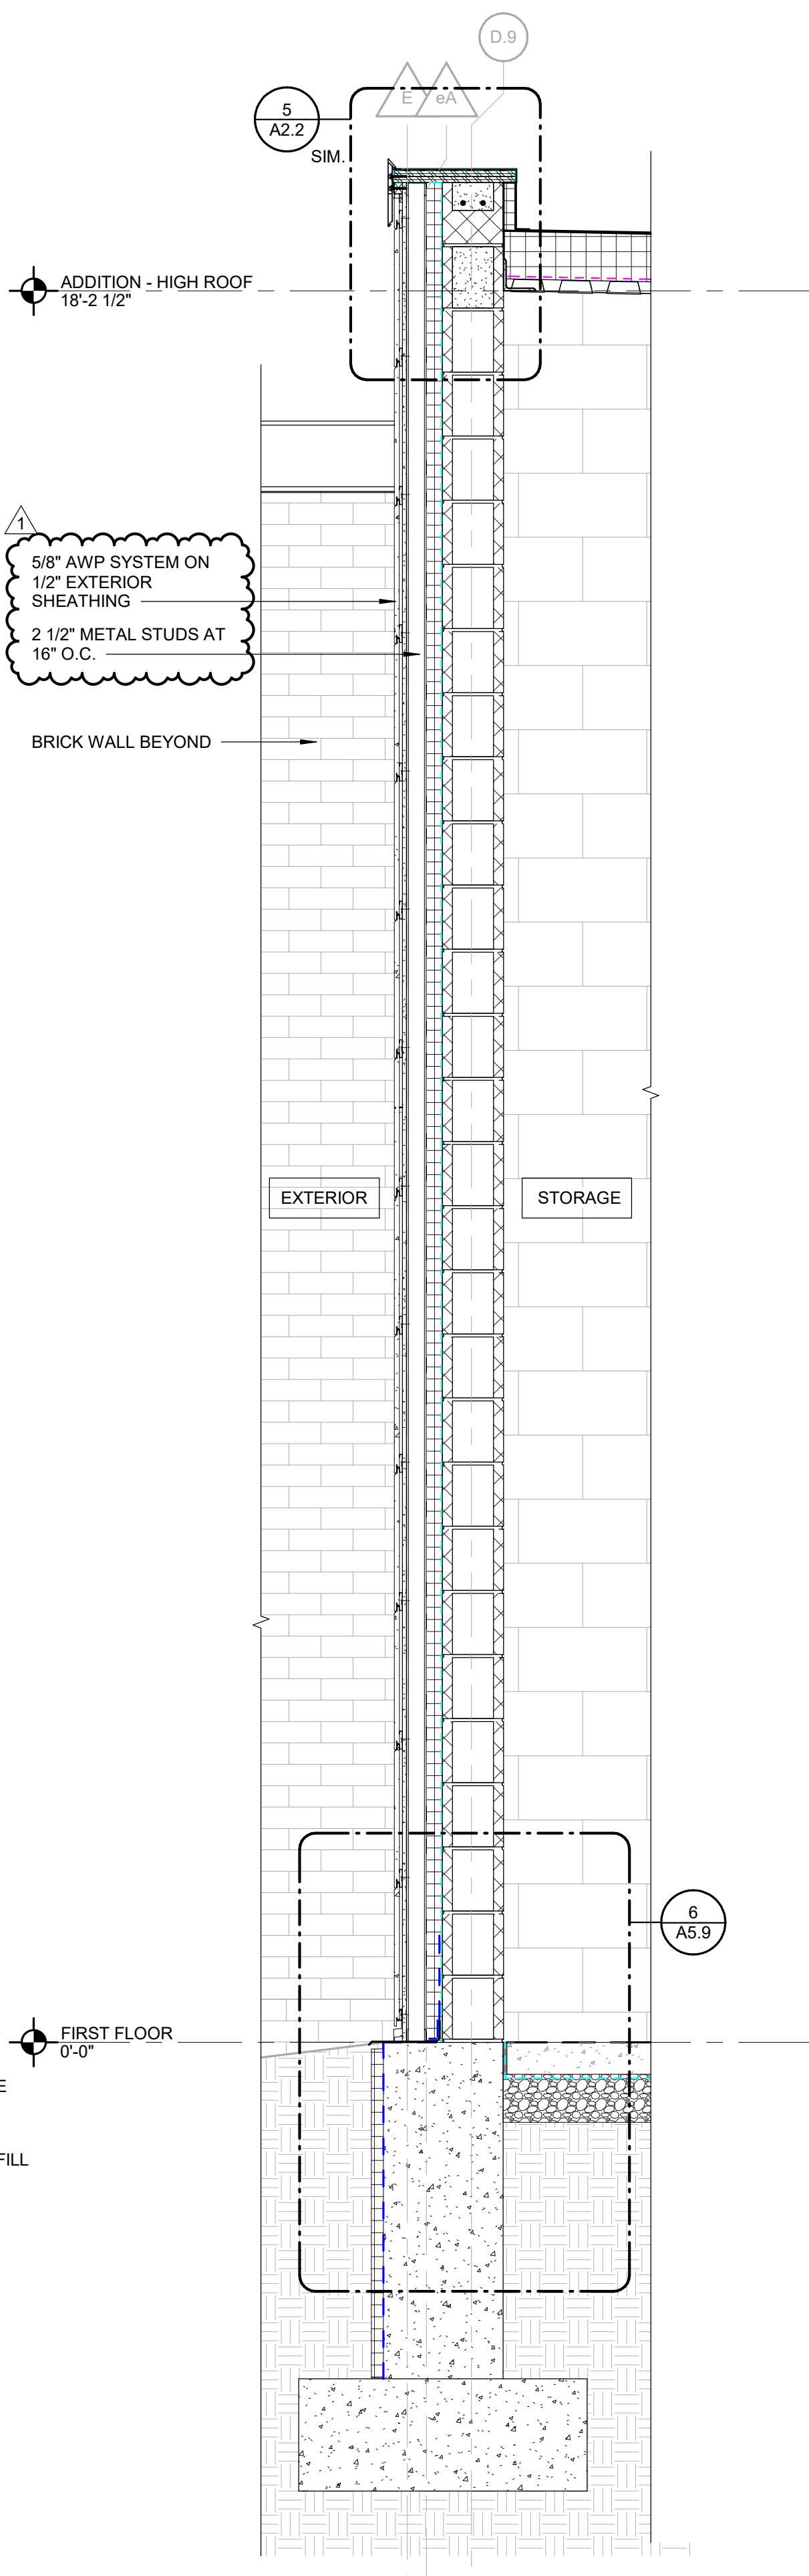 D.9
E
eA
5
A2.2
SIM.
ADDITION - HIGH ROOF
18'-2 1/2"
1
5/8" AWP SYSTEM ON
1/2" EXTERIOR
SHEATHING
2 1/2" METAL STUDS AT
16" O.C.
BRICK WALL BEYOND
EXTERIOR
STORAGE
6
A5.9
FIRST FLOOR
0'-0"
E
FILL